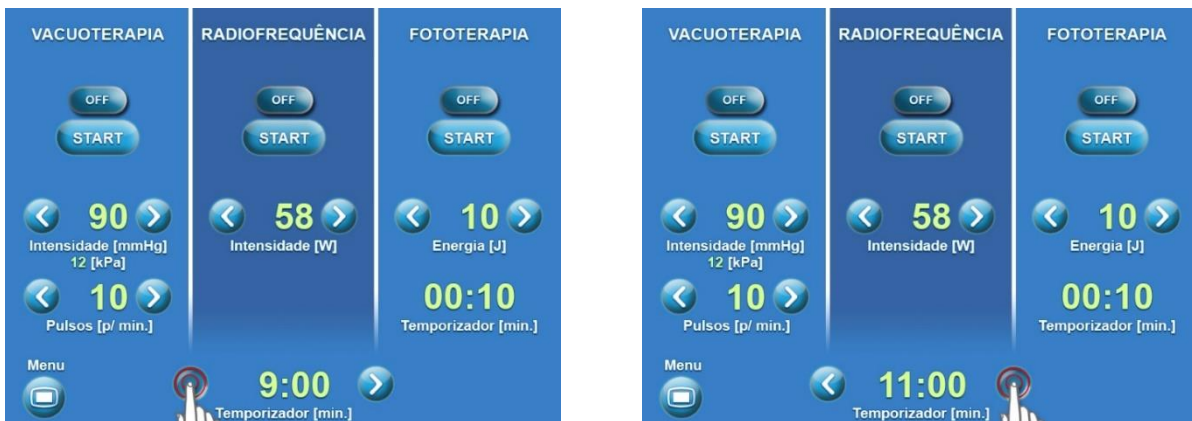 VACUOTERAPIA
OFF
START
90
Intensidade [mmHg]
12 [kPa]
10
Pulsos [p/ min.]
Menu
RADIOFREQUÊNCIA
OFF
START
58
Intensidade [W]
9:00
Temporizador [min.]
FOTOTERAPIA
OFF
START
10
Energia [J]
00:10
Temporizador [min.]
VACUOTERAPIA
OFF
START
90
Intensidade [mmHg]
12 [kPa]
10
Pulsos [p/ min.]
Menu
RADIOFREQUÊNCIA
OFF
START
58
Intensidade [W]
11:00
Temporizador [min.]
FOTOTERAPIA
OFF
START
10
Energia [J]
00:10
Temporizador [min.]